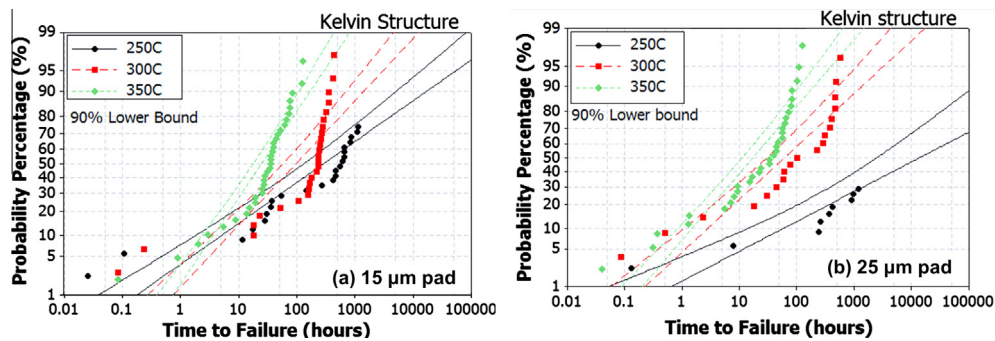 Kelvin Structure
Probability Percentage (%)
99
95
90
80
70
60
50
40
30
20
10
5
1
250C
300C
350C
90% Lower Bound
(a) 15 µm pad
0.01 0.1 1 10 100 1000 10000 100000
Time to Failure (hours)
Kelvin structure
Probability Percentage (%)
99
95
90
80
70
60
50
40
30
20
10
5
1
250C
300C
350C
90% Lower bound
(b) 25 µm pad
0.01 0.1 1 10 100 1000 10000 100000
Time to Failure (hours)